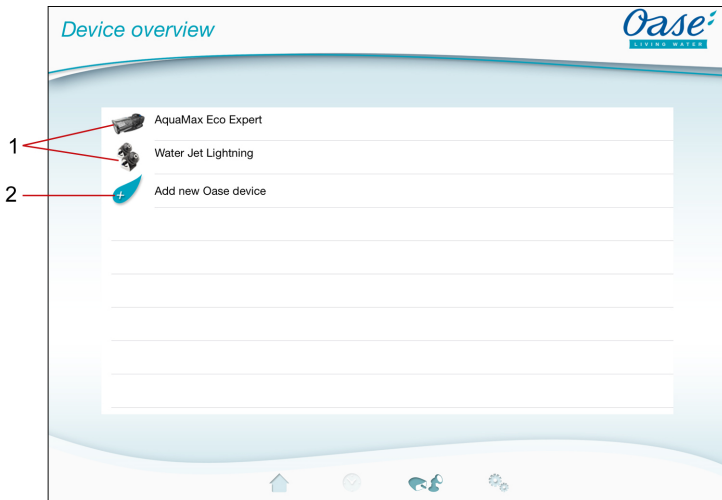 Device overview
Oase
LIVING WATER
1
AquaMax Eco Expert
Water Jet Lightning
2
Add new Oase device